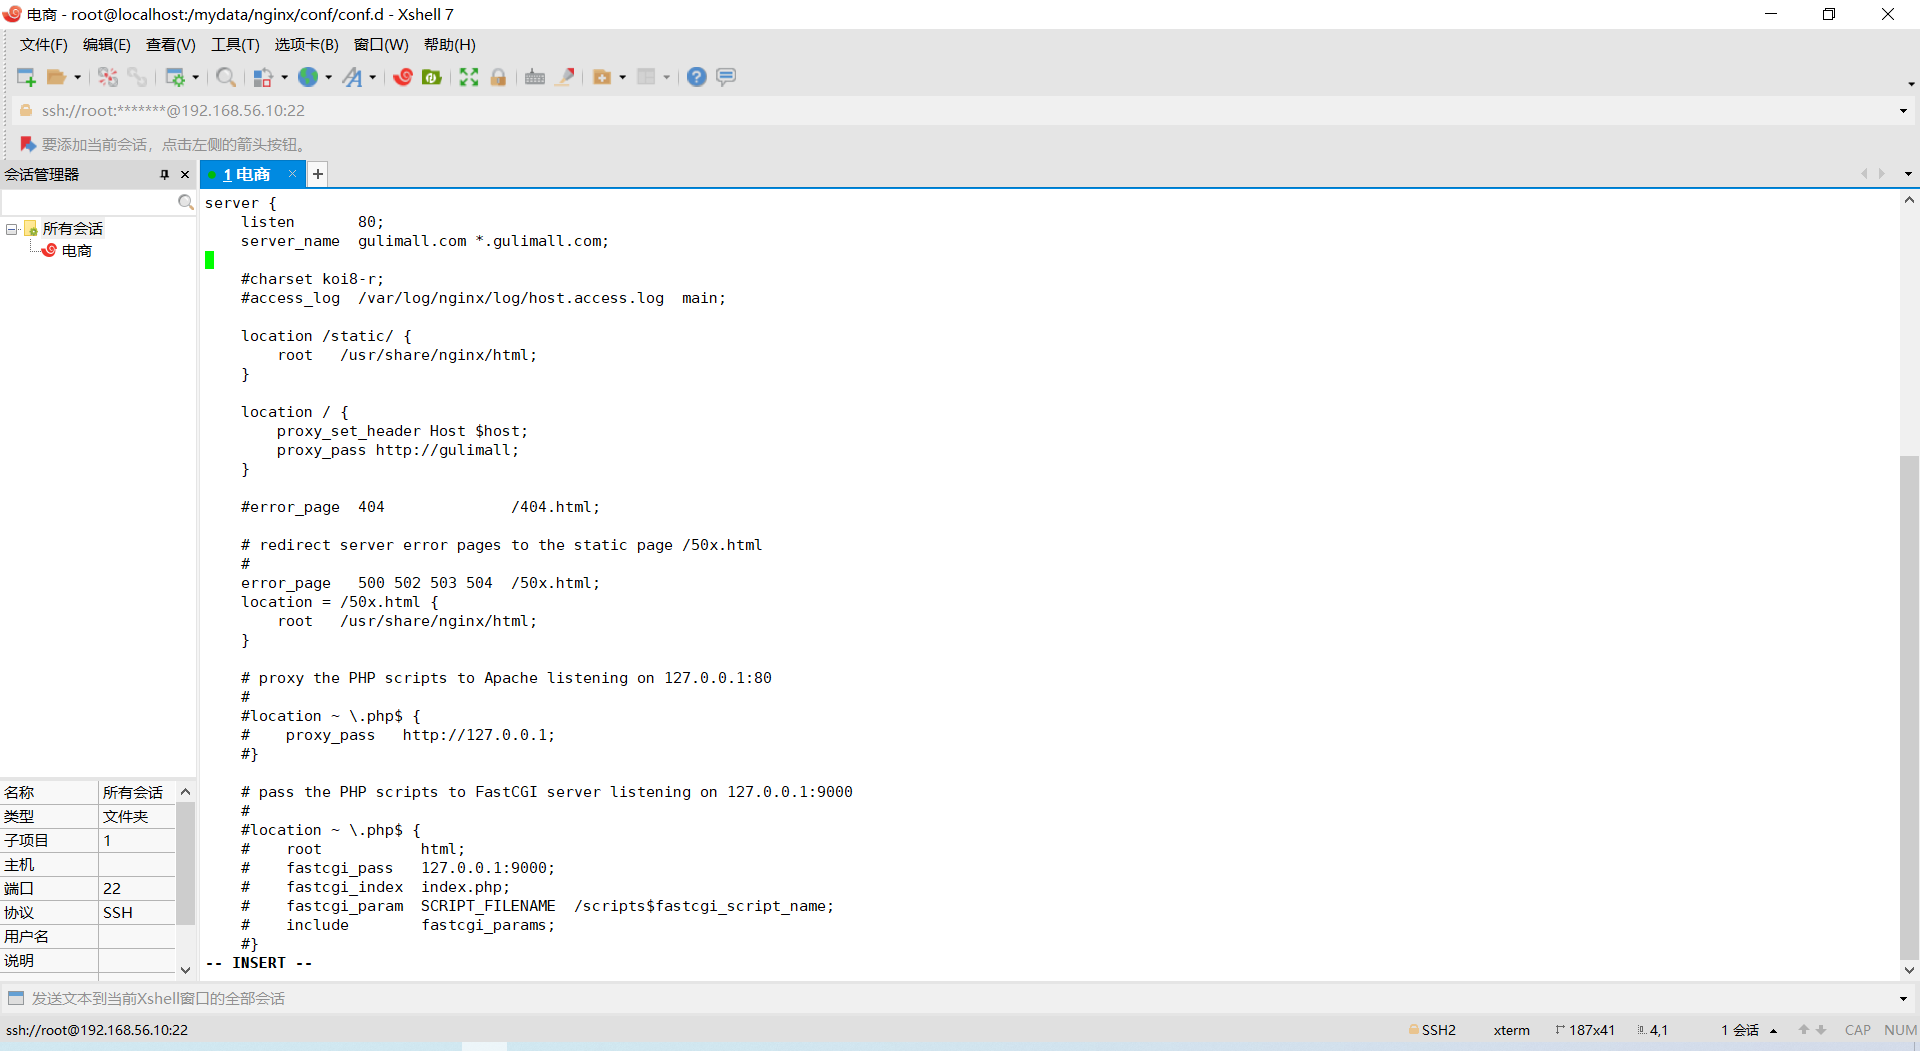 电商 - root@localhost:/mydata/nginx/conf/conf.d - Xshell 7
文件(F) 编辑(E) 查看(V) 工具(T) 选项卡(B) 窗口(W) 帮助(H)
ssh://root:*******@192.168.56.10:22
要添加当前会话，点击左侧的箭头按钮。
会话管理器
1 电商 × +
所有会话
电商
server {
    listen       80;
    server_name  gulimall.com *.gulimall.com;

    #charset koi8-r;
    #access_log  /var/log/nginx/log/host.access.log  main;

    location /static/ {
        root   /usr/share/nginx/html;
    }

    location / {
        proxy_set_header Host $host;
        proxy_pass http://gulimall;
    }

    #error_page  404              /404.html;

    # redirect server error pages to the static page /50x.html
    #
    error_page   500 502 503 504  /50x.html;
    location = /50x.html {
        root   /usr/share/nginx/html;
    }

    # proxy the PHP scripts to Apache listening on 127.0.0.1:80
    #
    #location ~ \.php$ {
    #    proxy_pass   http://127.0.0.1;
    #}

    # pass the PHP scripts to FastCGI server listening on 127.0.0.1:9000
    #
    #location ~ \.php$ {
    #    root           html;
    #    fastcgi_pass   127.0.0.1:9000;
    #    fastcgi_index  index.php;
    #    fastcgi_param  SCRIPT_FILENAME  /scripts$fastcgi_script_name;
    #    include        fastcgi_params;
    #}
-- INSERT --
名称 所有会话
类型 文件夹
子项目 1
主机
端口 22
协议 SSH
用户名
说明
发送文本到当前Xshell窗口的全部会话
ssh://root@192.168.56.10:22 SSH2 xterm 187x41 4,1 1 会话 CAP NUM